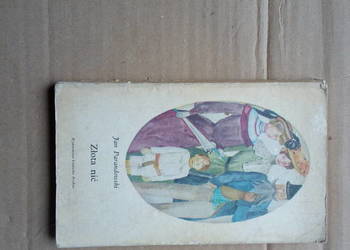 Jan Parandowski
Złota nić